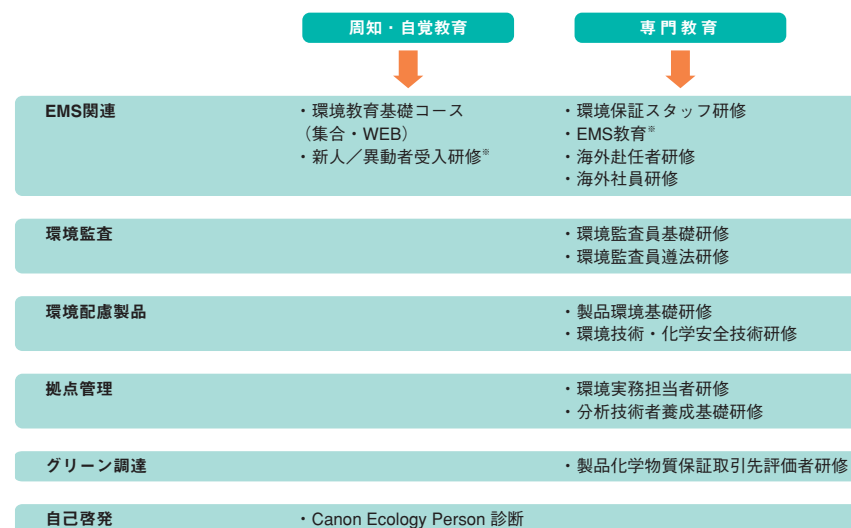 周知・自覚教育
専門教育
EMS関連
・環境教育基礎コース
（集合・WEB）
・新人／異動者受入研修※
・環境保証スタッフ研修
・EMS教育※
・海外赴任者研修
・海外社員研修
環境監査
・環境監査員基礎研修
・環境監査員遵法研修
環境配慮製品
・製品環境基礎研修
・環境技術・化学安全技術研修
拠点管理
・環境実務担当者研修
・分析技術者養成基礎研修
グリーン調達
・製品化学物質保証取引先評価者研修
自己啓発
・Canon Ecology Person 診断